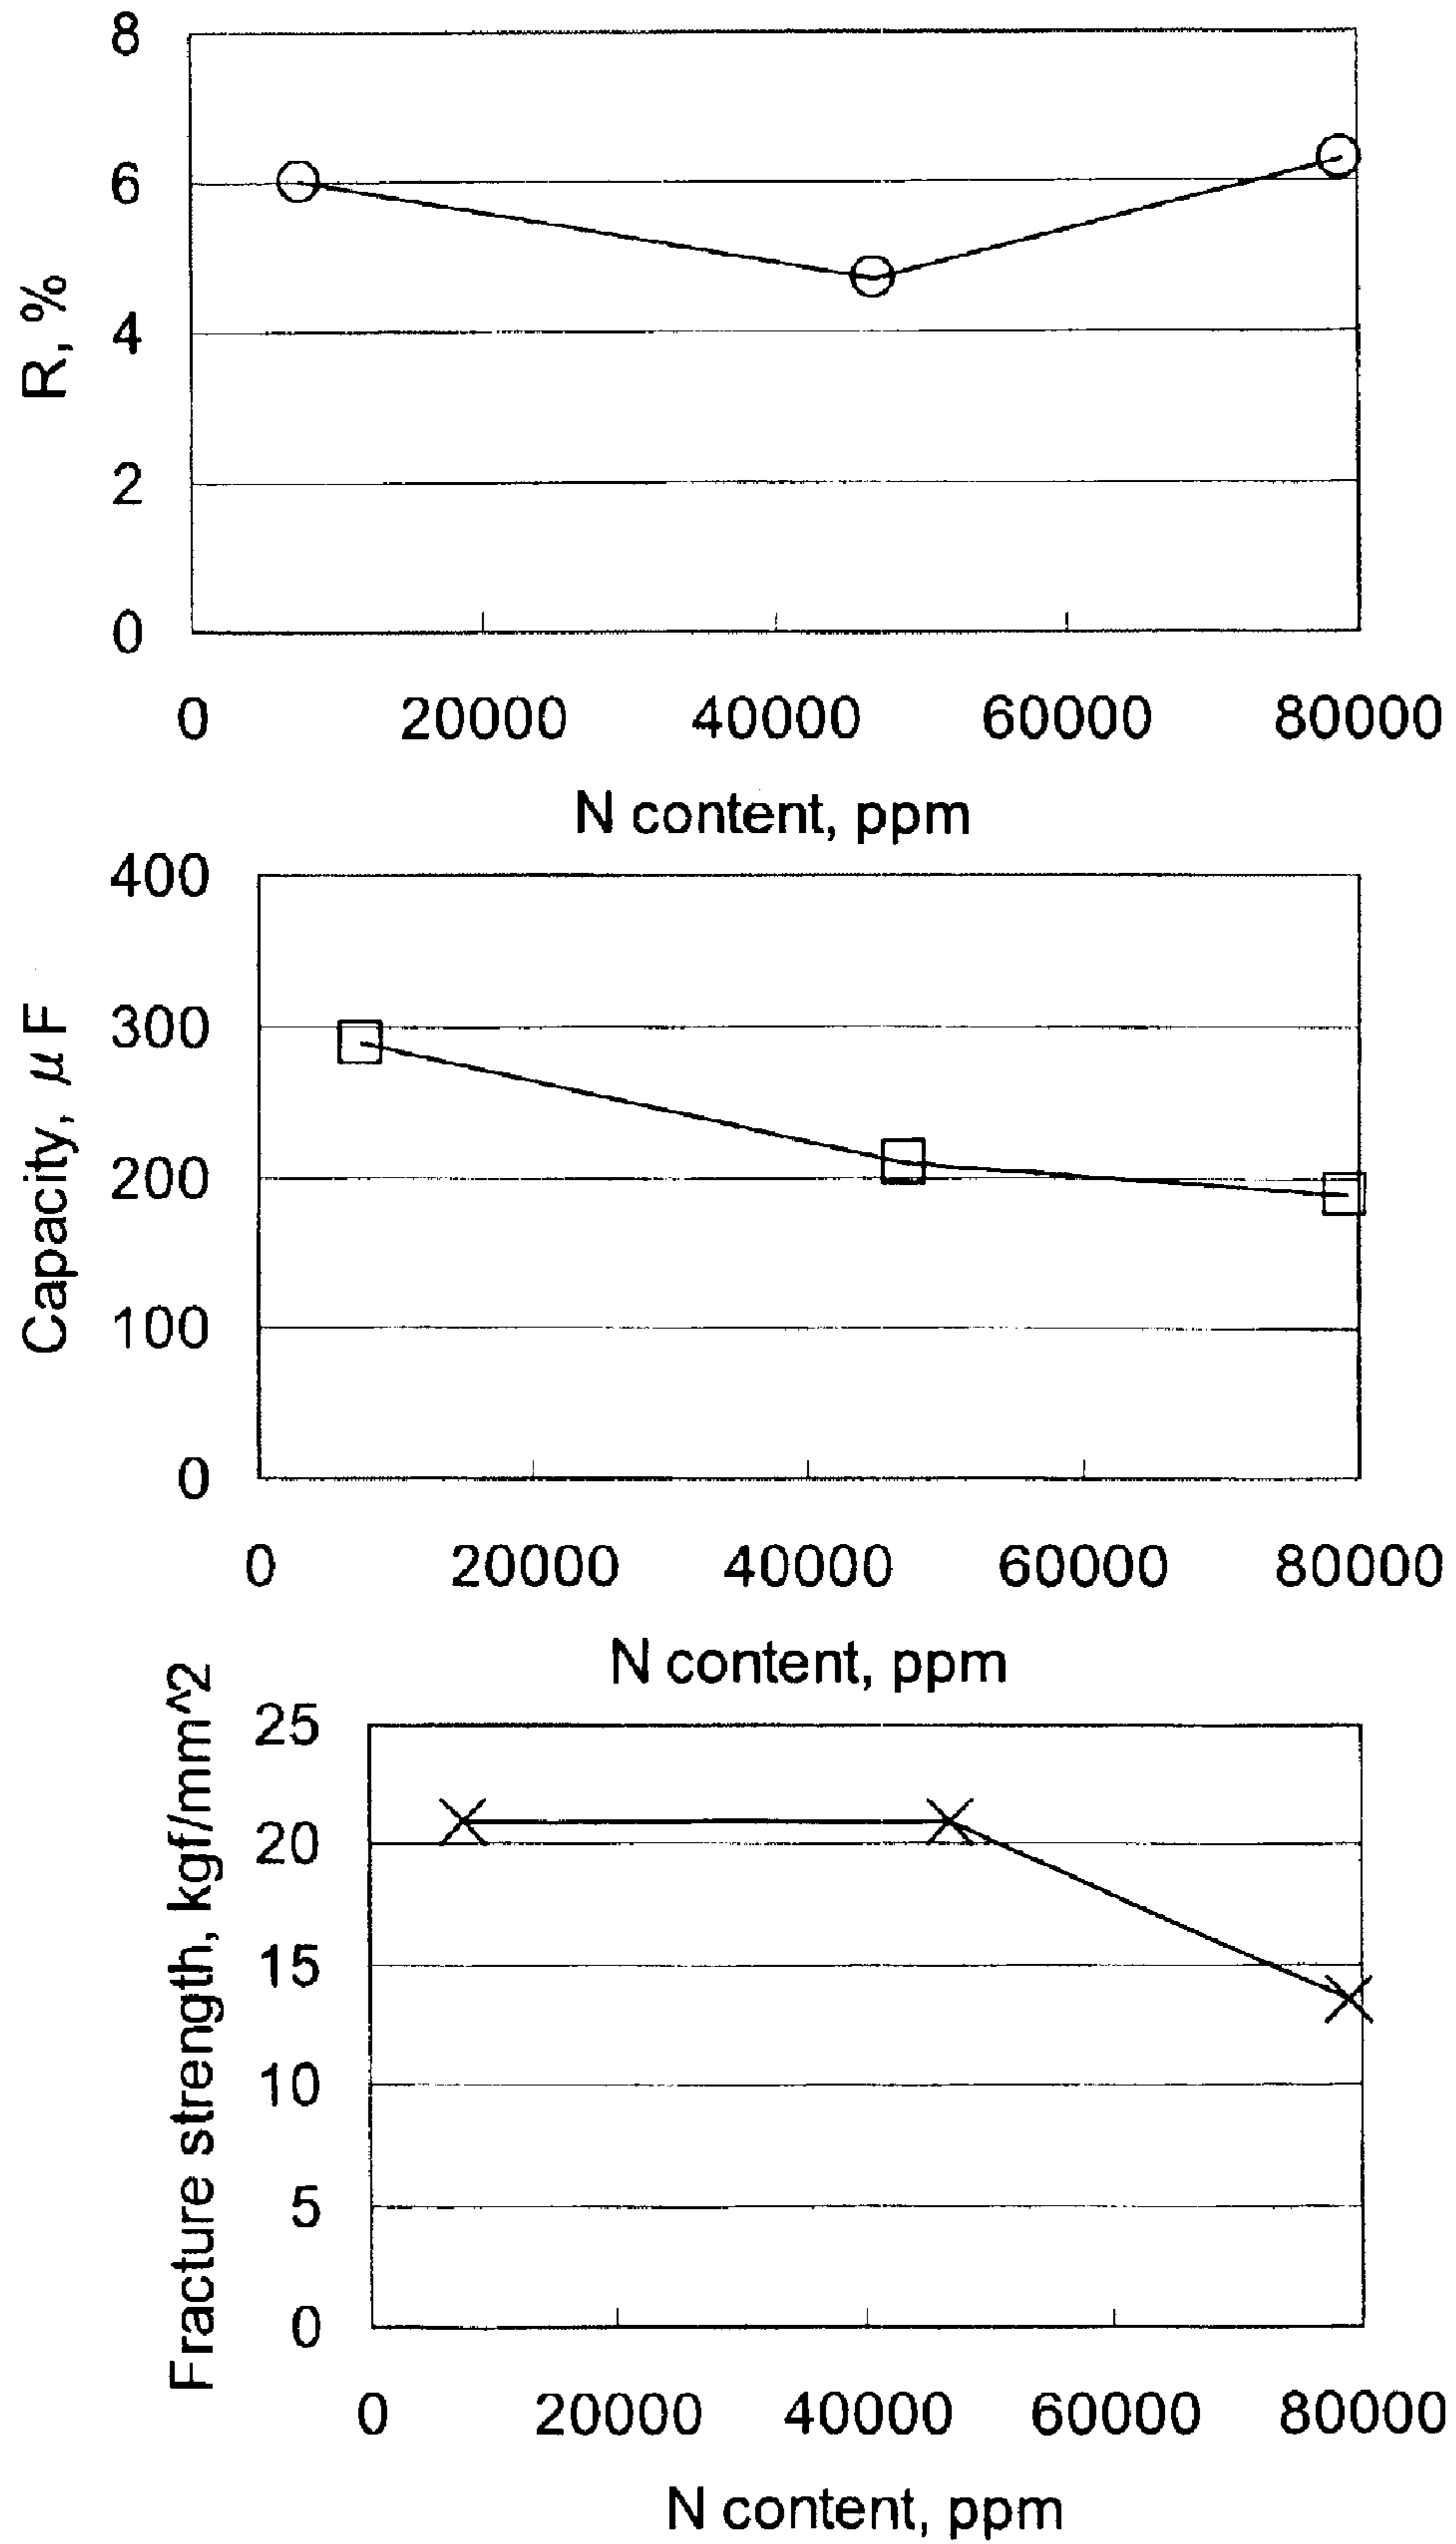 8
6
4
2
0
R, %
0 20000 40000 60000 80000
N content, ppm
400
300
200
100
0
Capacity, μF
0 20000 40000 60000 80000
N content, ppm
25
20
15
10
5
0
Fracture strength, kgf/mm^2
0 20000 40000 60000 80000
N content, ppm